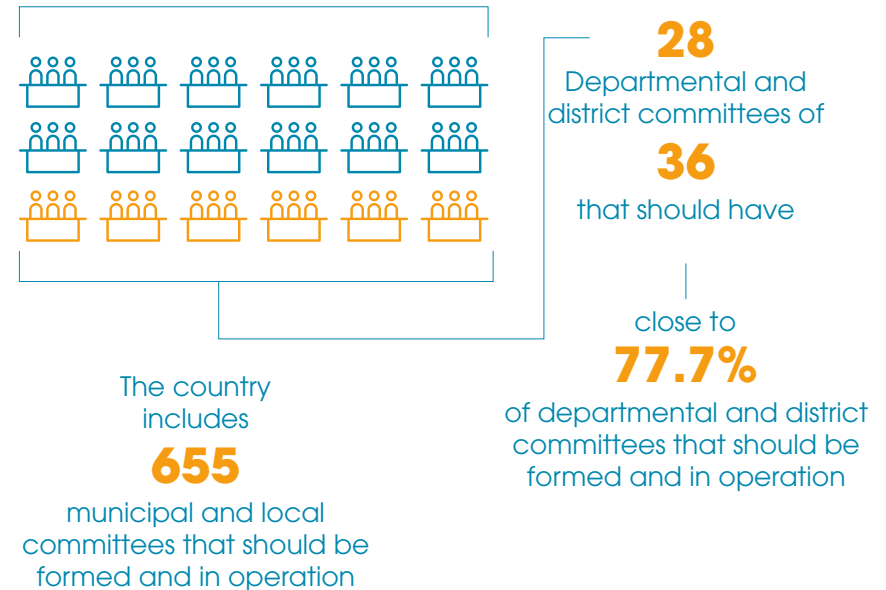 28
Departmental and
district committees of
36
that should have
close to
77.7%
of departmental and district
committees that should be
formed and in operation
The country
includes
655
municipal and local
committees that should be
formed and in operation